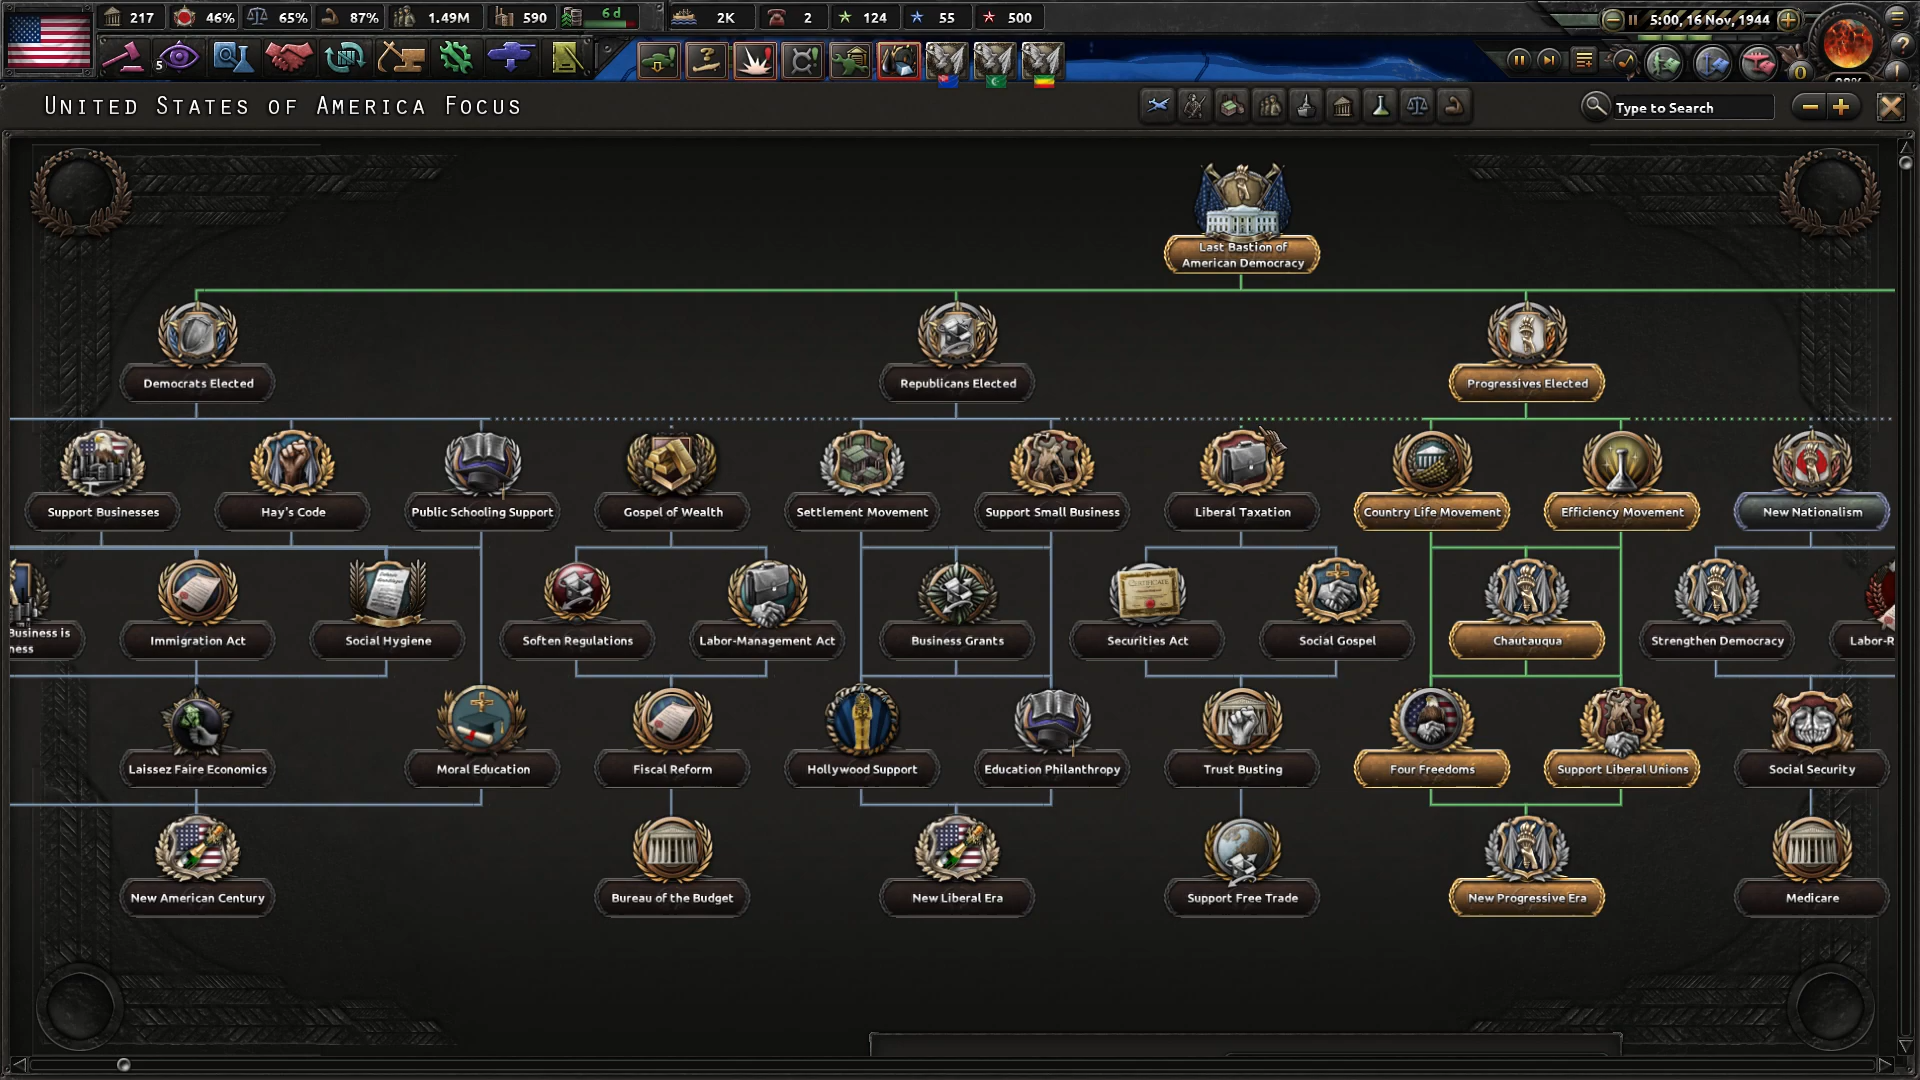 217
46%
65%
87%
1.49M
590
6 d
2K
2
124
55
500
5:00, 16 Nov, 1944
5
0
United States of America Focus
Type to Search
Last Bastion of
American Democracy
Democrats Elected
Republicans Elected
Progressives Elected
Support Businesses
Hay's Code
Public Schooling Support
Gospel of Wealth
Settlement Movement
Support Small Business
Liberal Taxation
Country Life Movement
Efficiency Movement
New Nationalism
Business is
ness
Immigration Act
Social Hygiene
Soften Regulations
Labor-Management Act
Business Grants
Securities Act
Social Gospel
Chautauqua
Strengthen Democracy
Labor-R
Laissez Faire Economics
Moral Education
Fiscal Reform
Hollywood Support
Education Philanthropy
Trust Busting
Four Freedoms
Support Liberal Unions
Social Security
New American Century
Bureau of the Budget
New Liberal Era
Support Free Trade
New Progressive Era
Medicare